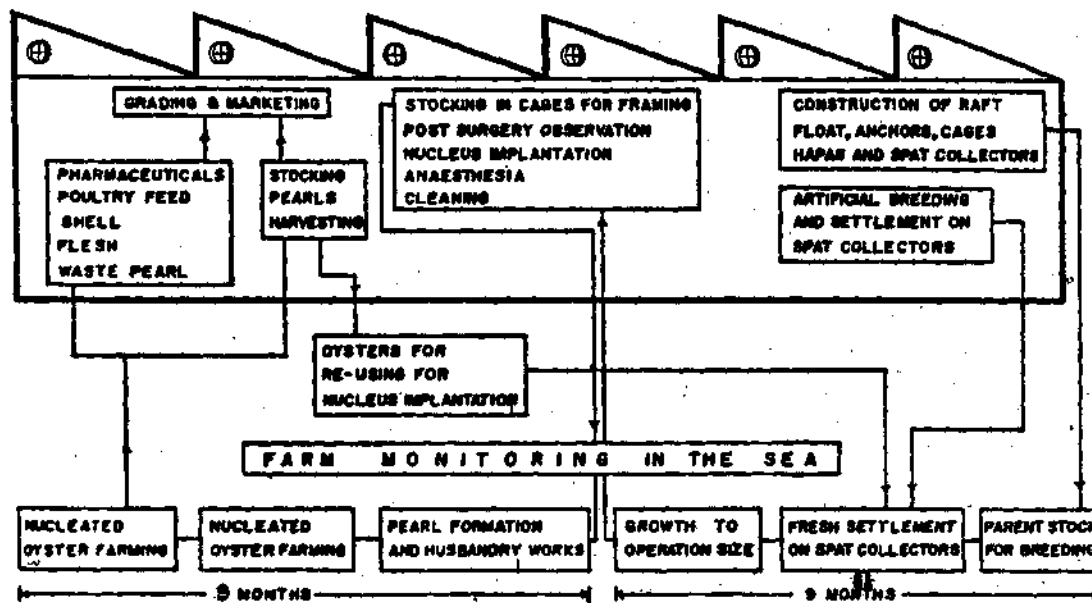 GRADING & MARKETING
STOCKING IN CAGES FOR FRAMING
POST SURGERY OBSERVATION
NUCLEUS IMPLANTATION
ANAESTHESIA
CLEANING
CONSTRUCTION OF RAFT
FLOAT, ANCHORS, CAGES
HAPAS AND SPAT COLLECTORS
PHARMACEUTICALS
POULTRY FEED
SHELL
FLESH
WASTE PEARL
STOCKING
PEARLS
HARVESTING
ARTIFICIAL BREEDING
AND SETTLEMENT ON
SPAT COLLECTORS
OYSTERS FOR
RE-USING FOR
NUCLEUS IMPLANTATION
FARM MONITORING IN THE SEA
NUCLEATED
OYSTER FARMING
NUCLEATED
OYSTER FARMING
PEARL FORMATION
AND HUSBANDRY WORKS
GROWTH TO
OPERATION SIZE
FRESH SETTLEMENT
ON SPAT COLLECTORS
PARENT STOCK
FOR BREEDING
9 MONTHS
9 MONTHS